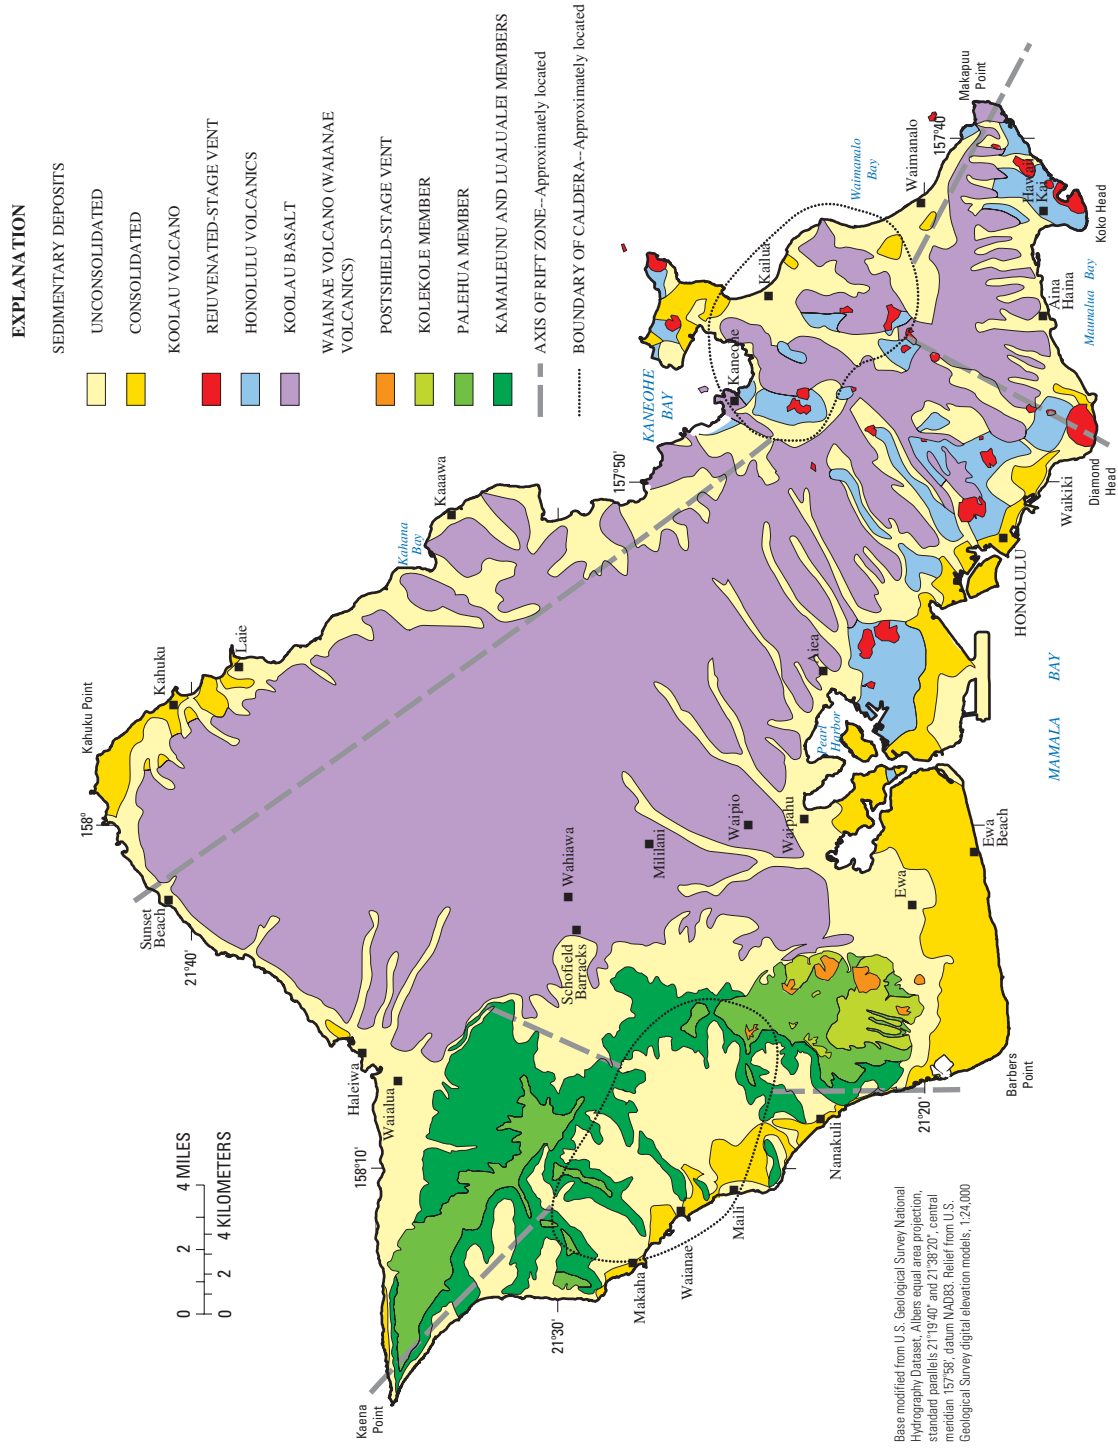 EXPLANATION
SEDIMENTARY DEPOSITS
UNCONSOLIDATED
CONSOLIDATED
KOOLAU VOLCANO
REJUVENATED-STAGE VENT
HONOLULU VOLCANICS
KOOLAU BASALT
WAIANAE VOLCANO (WAIANAE
VOLCANICS)
POSTSHIELD-STAGE VENT
KOLEKOLE MEMBER
PALEHUA MEMBER
KAMAILEUNU AND LUALUALEI MEMBERS
AXIS OF RIFT ZONE--Approximately located
BOUNDARY OF CALDERA--Approximately located
0 2 4 MILES
0 2 4 KILOMETERS
158°10'
158°
157°50'
157°40'
21°40'
21°30'
21°20'
Kaena
Point
Waialua
Haleiwa
Sunset
Beach
Kahuku Point
Kahuku
Laie
Kahana
Bay
Kaaawa
KANEOHE
BAY
Kaneohe
Kailua
Waimanalo
Bay
Waimanalo
Makapuu
Point
Hawaii
Kai
Koko Head
Aina
Haina
Maunalua Bay
Diamond
Head
Waikiki
HONOLULU
MAMALA BAY
Aiea
Pearl
Harbor
Waipahu
Waipio
Mililani
Wahiawa
Schofield
Barracks
Ewa
Ewa
Beach
Barbers
Point
Nanakuli
Maili
Waianae
Makaha
Base modified from U.S. Geological Survey National
Hydrography Dataset, Albers equal area projection,
standard parallels 21°19'40" and 21°38'20", central
meridian 157°58', datum NAD83. Relief from U.S.
Geological Survey digital elevation models, 1:24,000